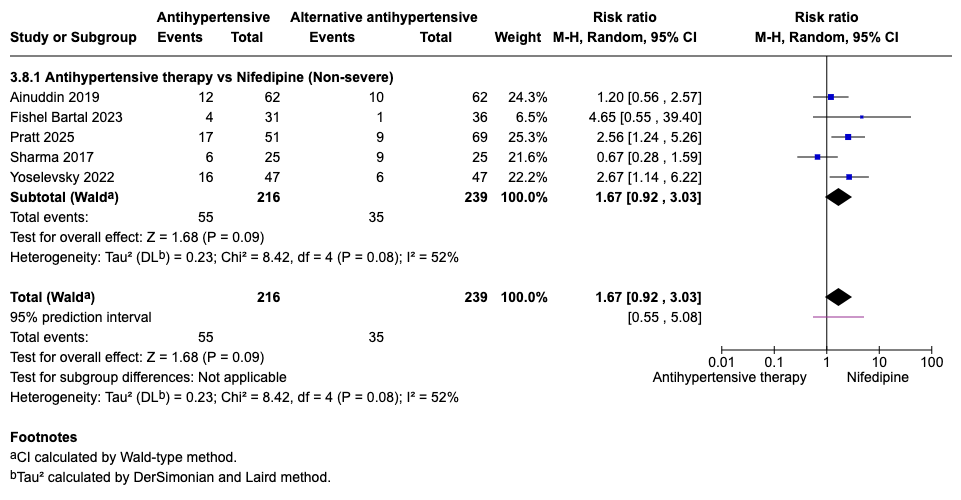 Antihypertensive Alternative antihypertensive Risk ratio Risk ratio
Study or Subgroup Events Total Events Total Weight M-H, Random, 95% CI M-H, Random, 95% CI
3.8.1 Antihypertensive therapy vs Nifedipine (Non-severe)
Ainuddin 2019 12 62 10 62 24.3% 1.20 [0.56 , 2.57]
Fishel Bartal 2023 4 31 1 36 6.5% 4.65 [0.55 , 39.40]
Pratt 2025 17 51 9 69 25.3% 2.56 [1.24 , 5.26]
Sharma 2017 6 25 9 25 21.6% 0.67 [0.28 , 1.59]
Yoselevsky 2022 16 47 6 47 22.2% 2.67 [1.14 , 6.22]
Subtotal (Waldᵃ) 216 239 100.0% 1.67 [0.92 , 3.03]
Total events: 55 35
Test for overall effect: Z = 1.68 (P = 0.09)
Heterogeneity: Tau² (DLᵇ) = 0.23; Chi² = 8.42, df = 4 (P = 0.08); I² = 52%
Total (Waldᵃ) 216 239 100.0% 1.67 [0.92 , 3.03]
95% prediction interval [0.55 , 5.08]
Total events: 55 35
Test for overall effect: Z = 1.68 (P = 0.09) 0.01 0.1 1 10 100
Test for subgroup differences: Not applicable Antihypertensive therapy Nifedipine
Heterogeneity: Tau² (DLᵇ) = 0.23; Chi² = 8.42, df = 4 (P = 0.08); I² = 52%
Footnotes
ᵃCI calculated by Wald-type method.
ᵇTau² calculated by DerSimonian and Laird method.